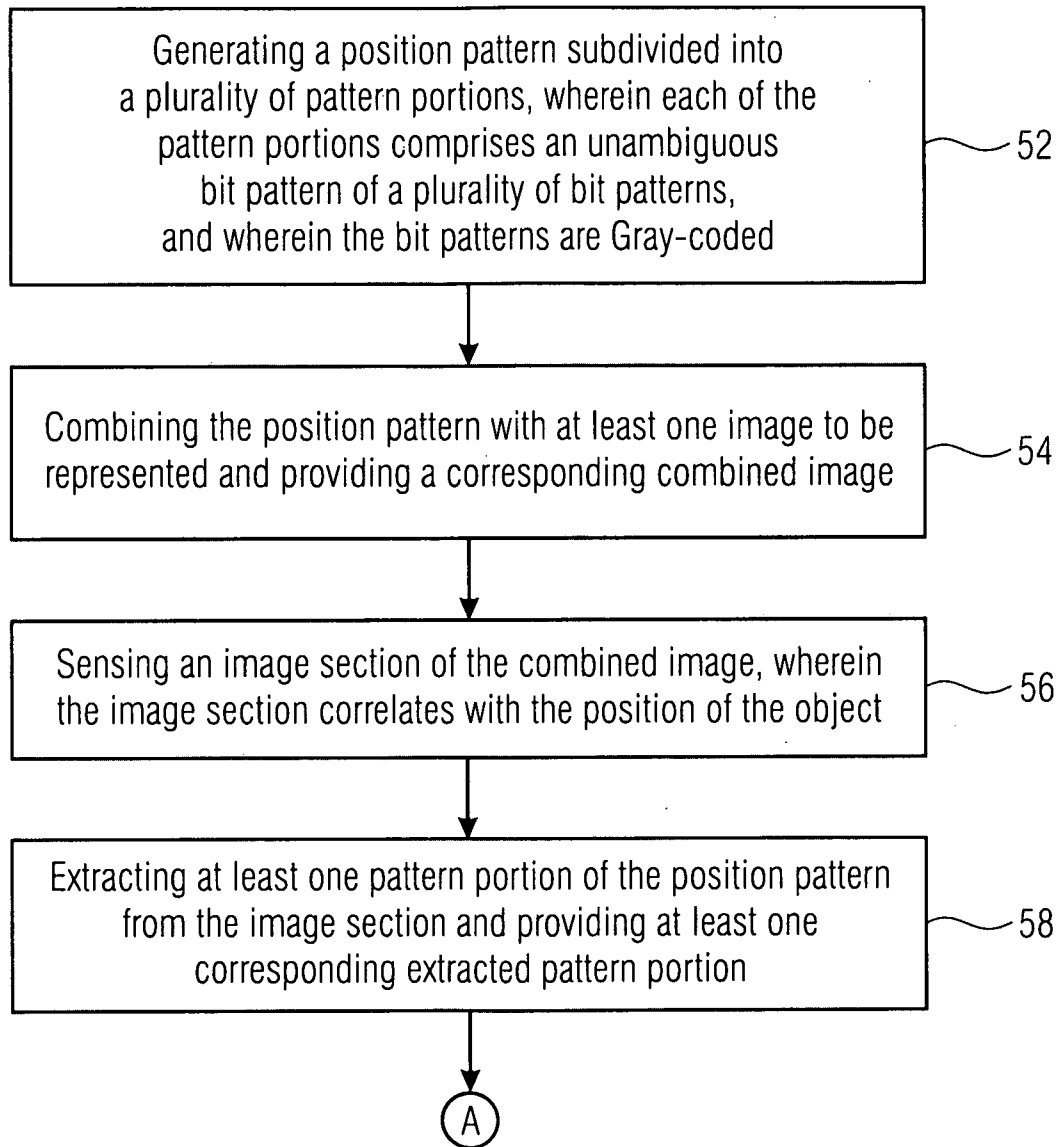 Generating a position pattern subdivided into
a plurality of pattern portions, wherein each of the
pattern portions comprises an unambiguous
bit pattern of a plurality of bit patterns,
and wherein the bit patterns are Gray-coded
52
Combining the position pattern with at least one image to be
represented and providing a corresponding combined image
54
Sensing an image section of the combined image, wherein
the image section correlates with the position of the object
56
Extracting at least one pattern portion of the position pattern
from the image section and providing at least one
corresponding extracted pattern portion
58
A